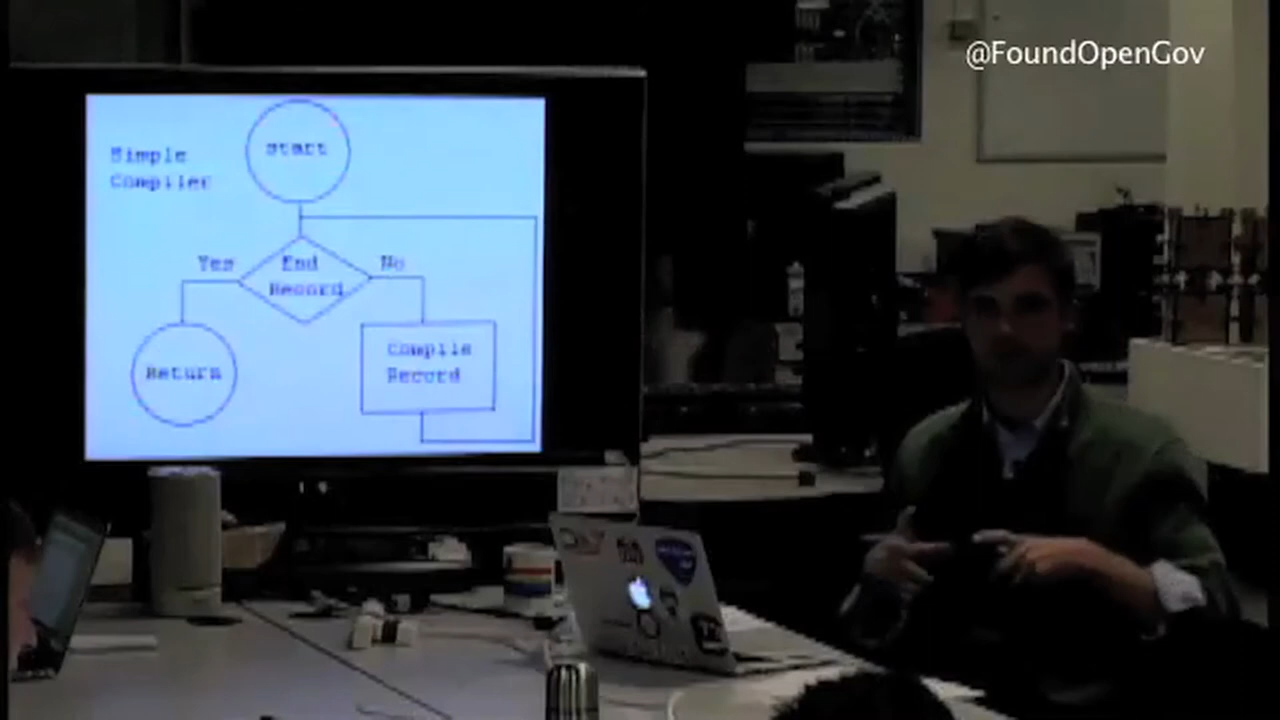 @FoundOpenGov
Simple
Compiler
Start
Yes
End
Record
No
Return
Compile
Record